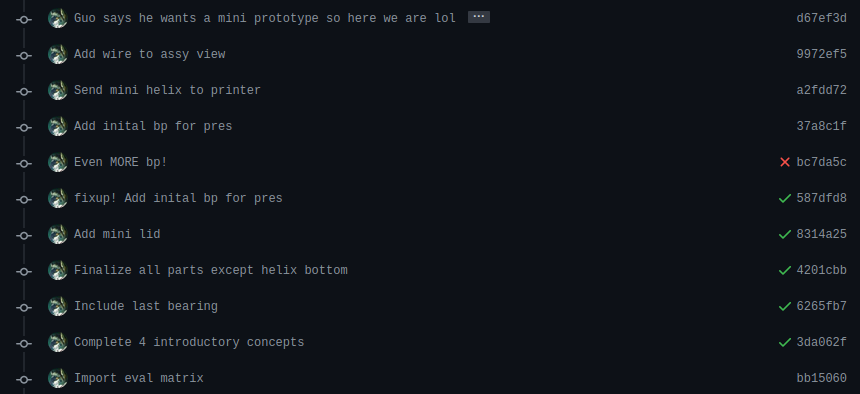 Guo says he wants a mini prototype so here we are lol … d67ef3d
Add wire to assy view 9972ef5
Send mini helix to printer a2fdd72
Add inital bp for pres 37a8c1f
Even MORE bp! bc7da5c
fixup! Add inital bp for pres 587dfd8
Add mini lid 8314a25
Finalize all parts except helix bottom 4201cbb
Include last bearing 6265fb7
Complete 4 introductory concepts 3da062f
Import eval matrix bb15060